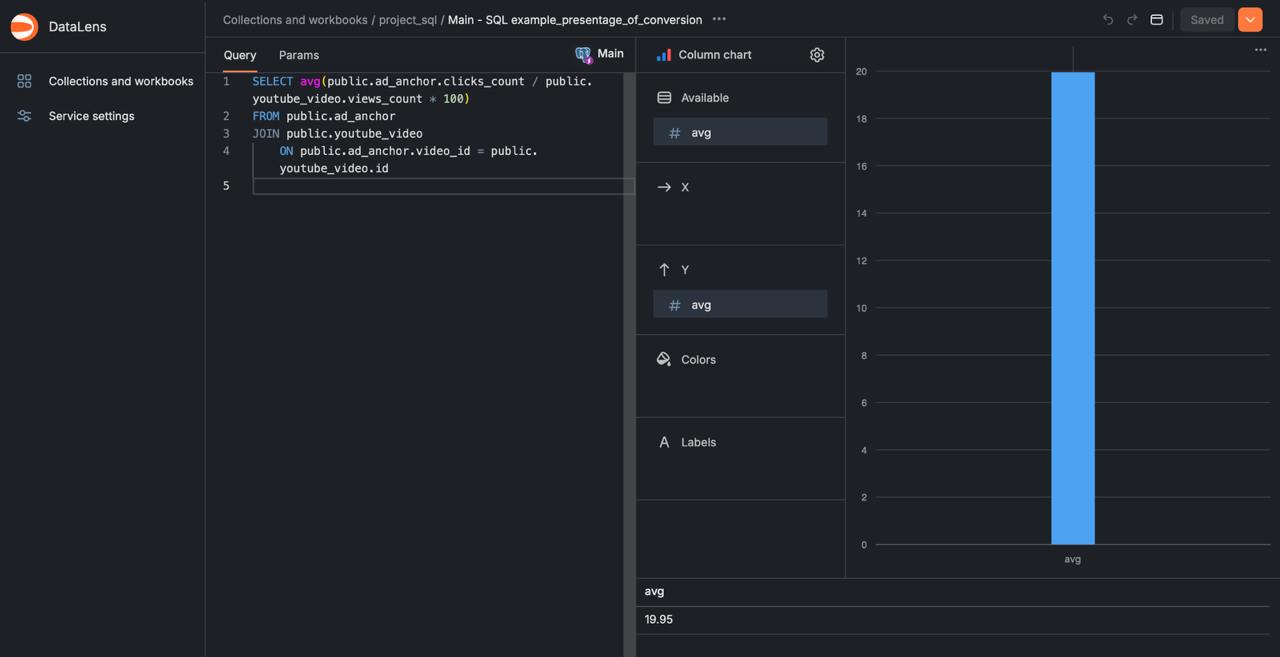 DataLens
Collections and workbooks
Service settings
Collections and workbooks / project_sql / Main - SQL example_presentage_of_conversion ···
Saved
Query Params Main
1 SELECT avg(public.ad_anchor.clicks_count / public.
youtube_video.views_count * 100)
2 FROM public.ad_anchor
3 JOIN public.youtube_video
4 ON public.ad_anchor.video_id = public.
youtube_video.id
5
Column chart
Available
# avg
X
Y
# avg
Colors
A Labels
20
18
16
14
12
10
8
6
4
2
0
avg
avg
19.95